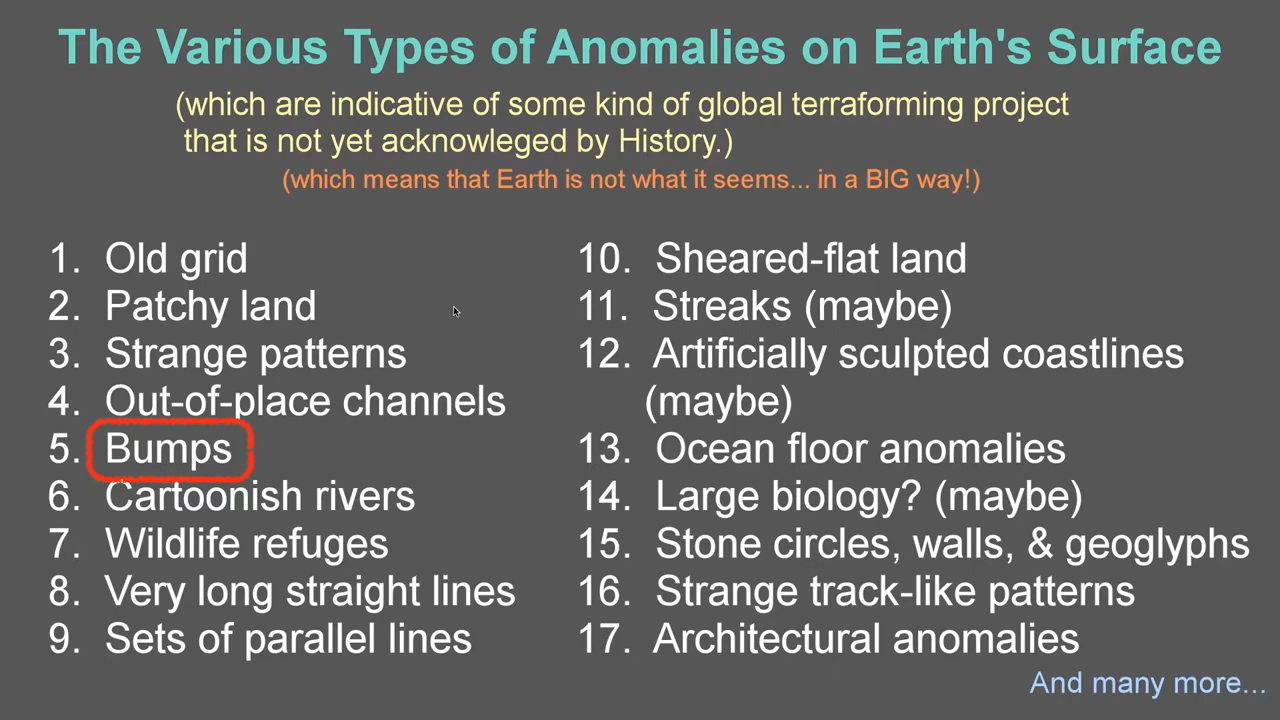 The Various Types of Anomalies on Earth's Surface
(which are indicative of some kind of global terraforming project
that is not yet acknowleged by History.)
(which means that Earth is not what it seems... in a BIG way!)
1. Old grid
2. Patchy land
3. Strange patterns
4. Out-of-place channels
5. Bumps
6. Cartoonish rivers
7. Wildlife refuges
8. Very long straight lines
9. Sets of parallel lines
10. Sheared-flat land
11. Streaks (maybe)
12. Artificially sculpted coastlines
(maybe)
13. Ocean floor anomalies
14. Large biology? (maybe)
15. Stone circles, walls, & geoglyphs
16. Strange track-like patterns
17. Architectural anomalies
And many more...